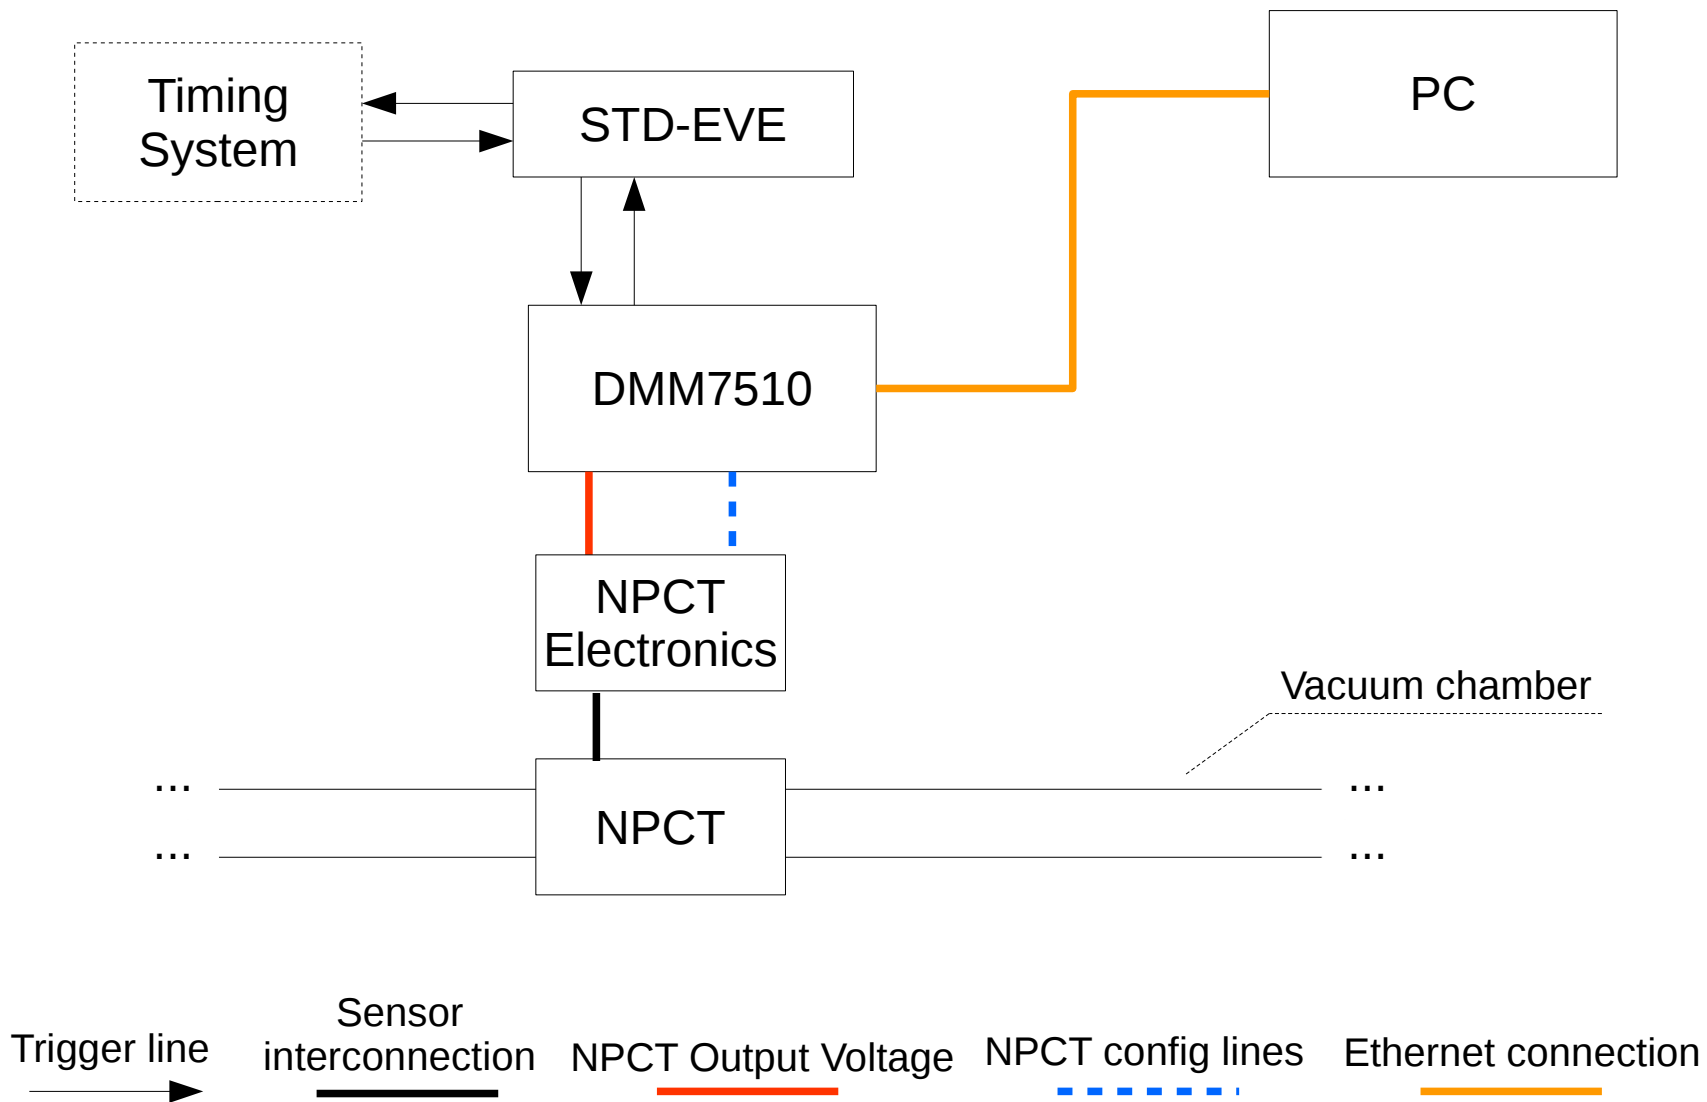 Timing
System
STD-EVE
PC
DMM7510
NPCT
Electronics
Vacuum chamber
... ...
NPCT
... ...
Trigger line
Sensor
interconnection
NPCT Output Voltage
NPCT config lines
Ethernet connection